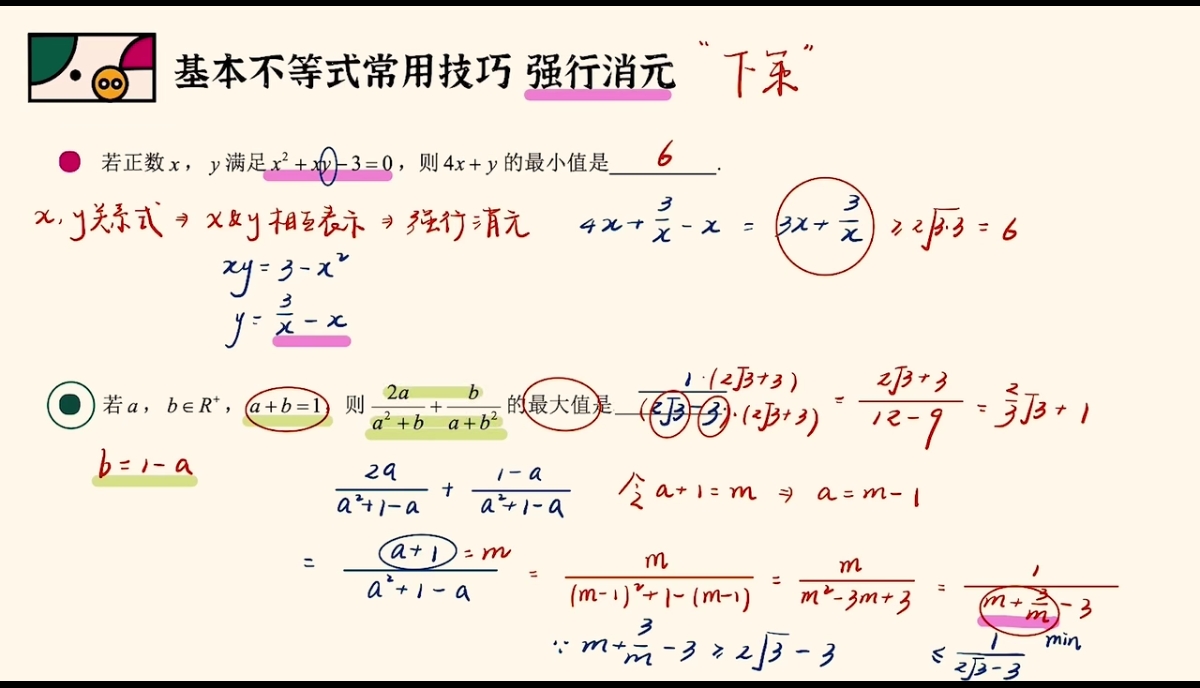 基本不等式常用技巧 强行消元 "下策"
若正数 x，y 满足 x² + xy − 3 = 0，则 4x + y 的最小值是 6 .
x, y关系式 ⇒ x & y 相互表示 ⇒ 强行消元
4x + 3/x − x = 3x + 3/x ≥ 2√3·3 = 6
xy = 3 − x²
y = 3/x − x
若 a，b ∈ R⁺，a + b = 1，则 2a/(a² + b) + b/(a + b²) 的最大值是
1·(2√3+3)/((2√3−3)·(2√3+3)) = (2√3+3)/(12−9) = 2/3√3 + 1
b = 1 − a
2a/(a²+1−a) + (1−a)/(a²+1−a)
令 a+1 = m ⇒ a = m−1
= (a+1)/(a²+1−a) = m
= m/((m−1)²+1−(m−1)) = m/(m²−3m+3) = 1/(m+3/m−3)
∵ m + 3/m − 3 ≥ 2√3 − 3
≤ 1/(2√3−3) min